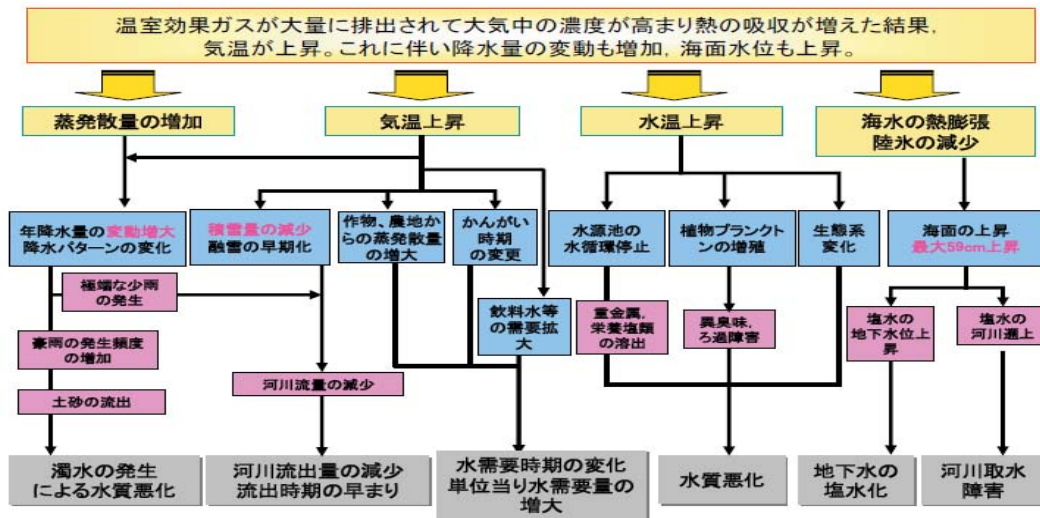 温室効果ガスが大量に排出されて大気中の濃度が高まり熱の吸収が増えた結果,
気温が上昇。これに伴い降水量の変動も増加, 海面水位も上昇。
蒸発散量の増加
気温上昇
水温上昇
海水の熱膨張
陸氷の減少
年降水量の変動増大
降水パターンの変化
積雪量の減少
融雪の早期化
作物、農地か
らの蒸発散量
の増大
かんがい
時期
の変更
水源池の
水循環停止
植物プランクト
ンの増殖
生態系
変化
海面の上昇
最大59cm上昇
極端な少雨
の発生
飲料水等
の需要拡
大
重金属,
栄養塩類
の溶出
異臭味,
ろ過障害
塩水の
地下水位上
昇
塩水の
河川遡上
豪雨の発生頻度
の増加
河川流量の減少
土砂の流出
濁水の発生
による水質悪化
河川流出量の減少
流出時期の早まり
水需要時期の変化
単位当り水需要量の
増大
水質悪化
地下水の
塩水化
河川取水
障害